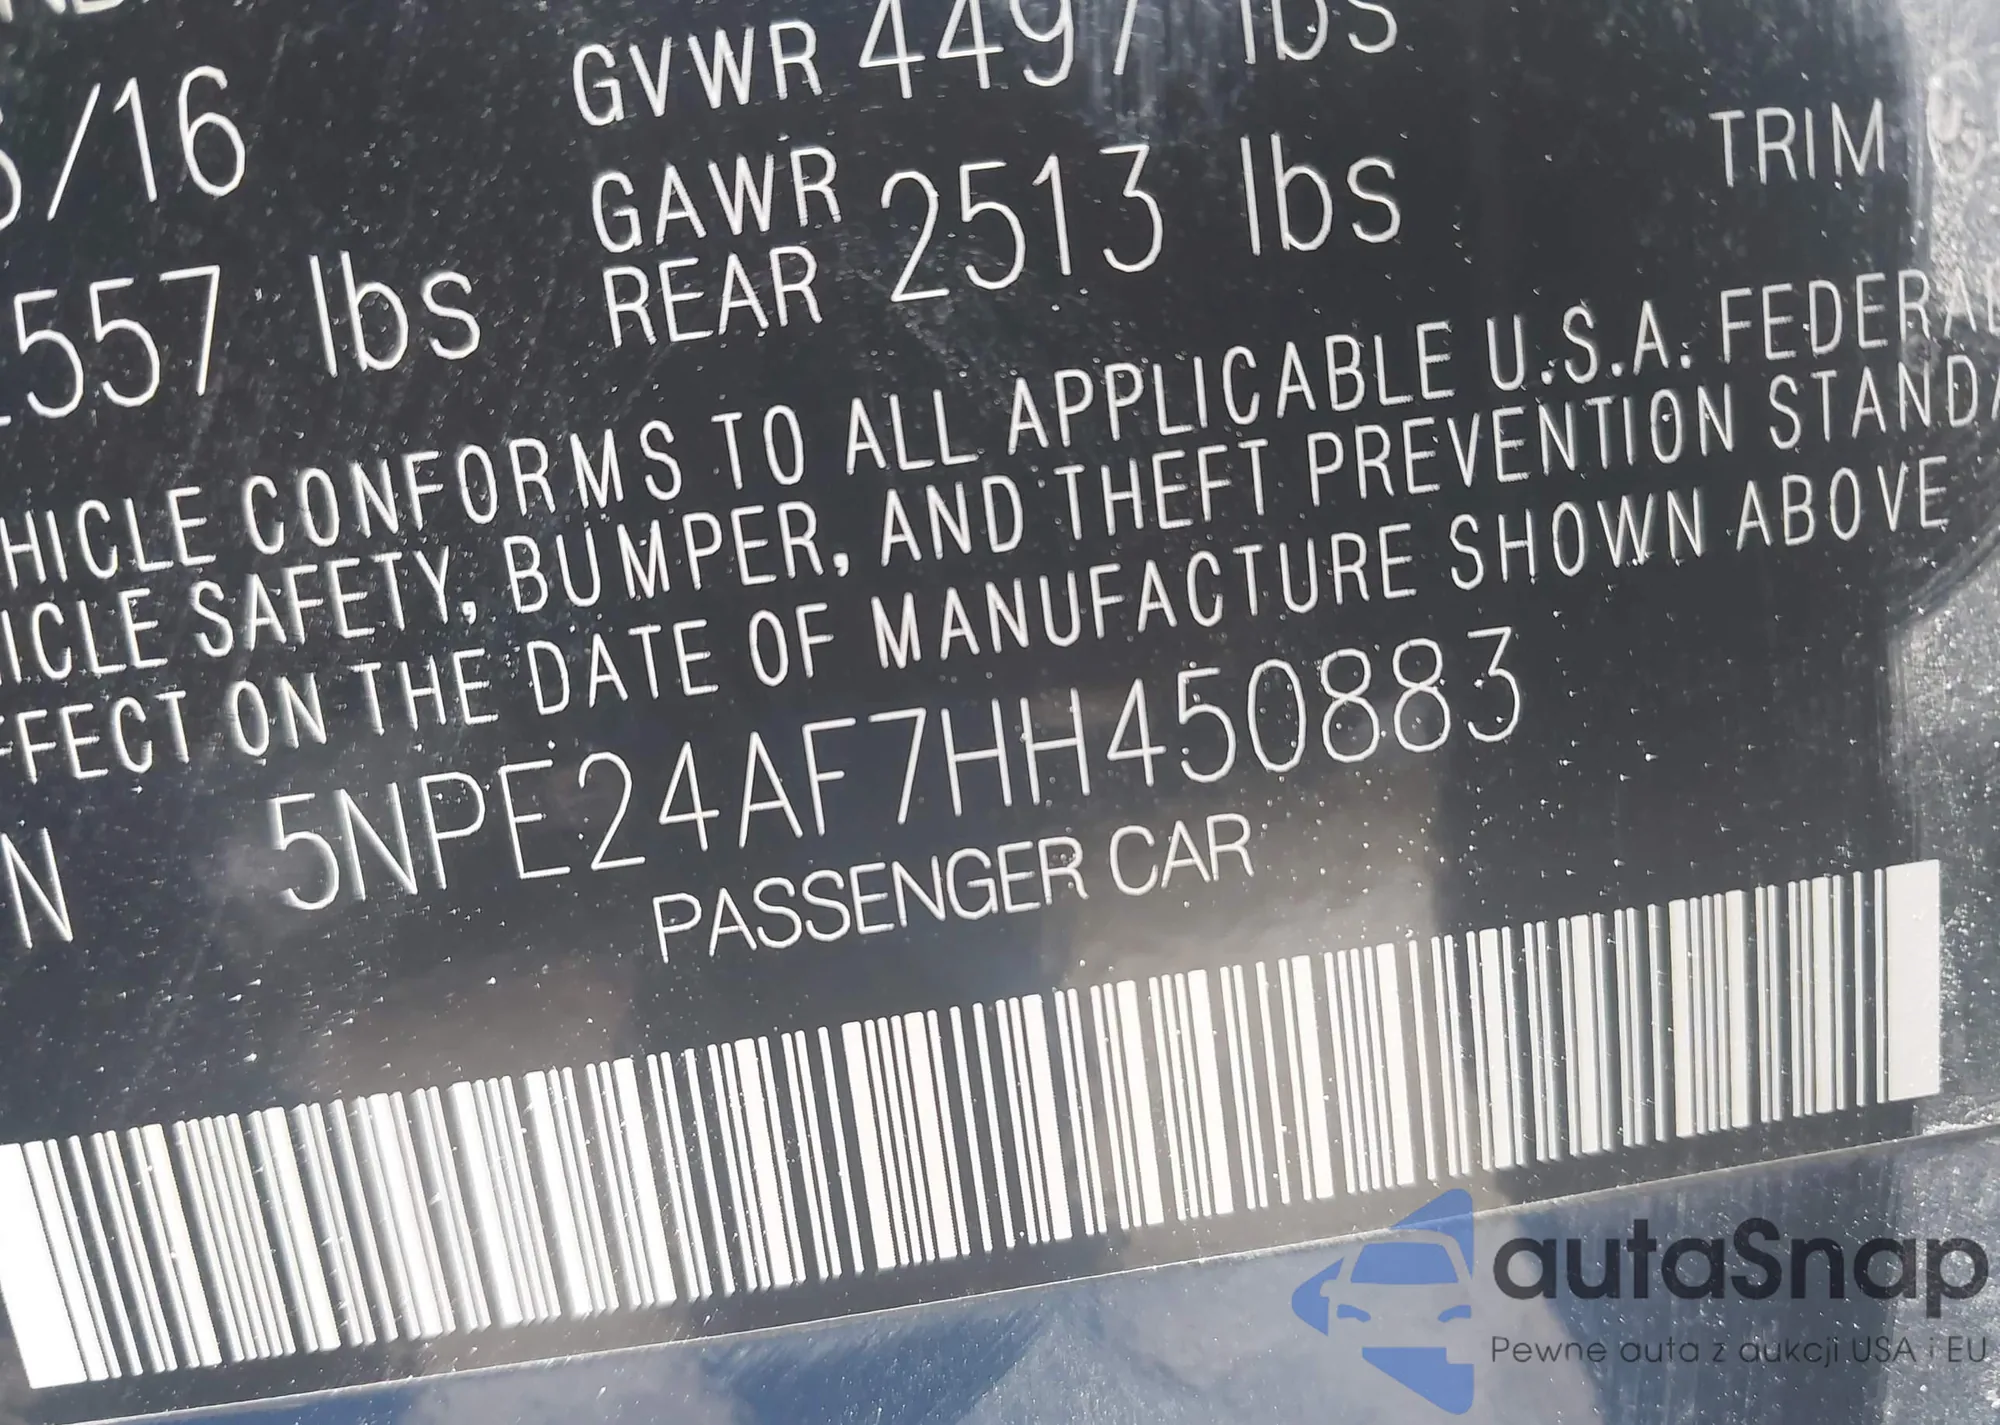 /16
GVWR 4497 lbs
GAWR
REAR 2513 lbs
TRIM
557 lbs
HICLE CONFORMS TO ALL APPLICABLE U.S.A. FEDERAL
ICLE SAFETY, BUMPER, AND THEFT PREVENTION STANDA
FFECT ON THE DATE OF MANUFACTURE SHOWN ABOVE
N 5NPE24AF7HH450883
PASSENGER CAR
autaSnap
Pewne auta z aukcji USA i EU